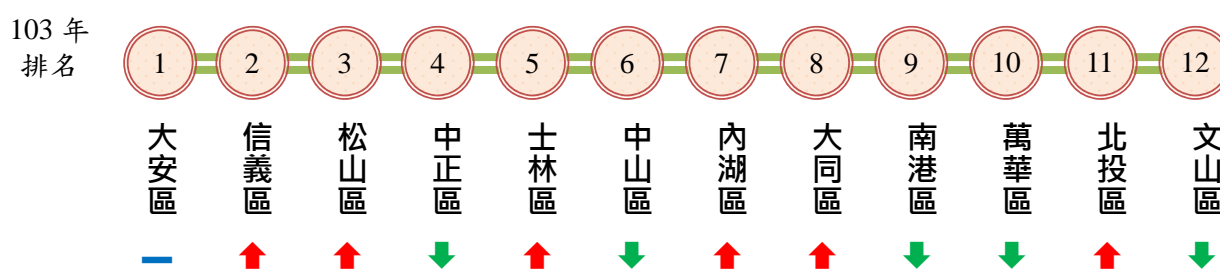 103 年
排名
1 2 3 4 5 6 7 8 9 10 11 12
大安區
信義區
松山區
中正區
士林區
中山區
內湖區
大同區
南港區
萬華區
北投區
文山區